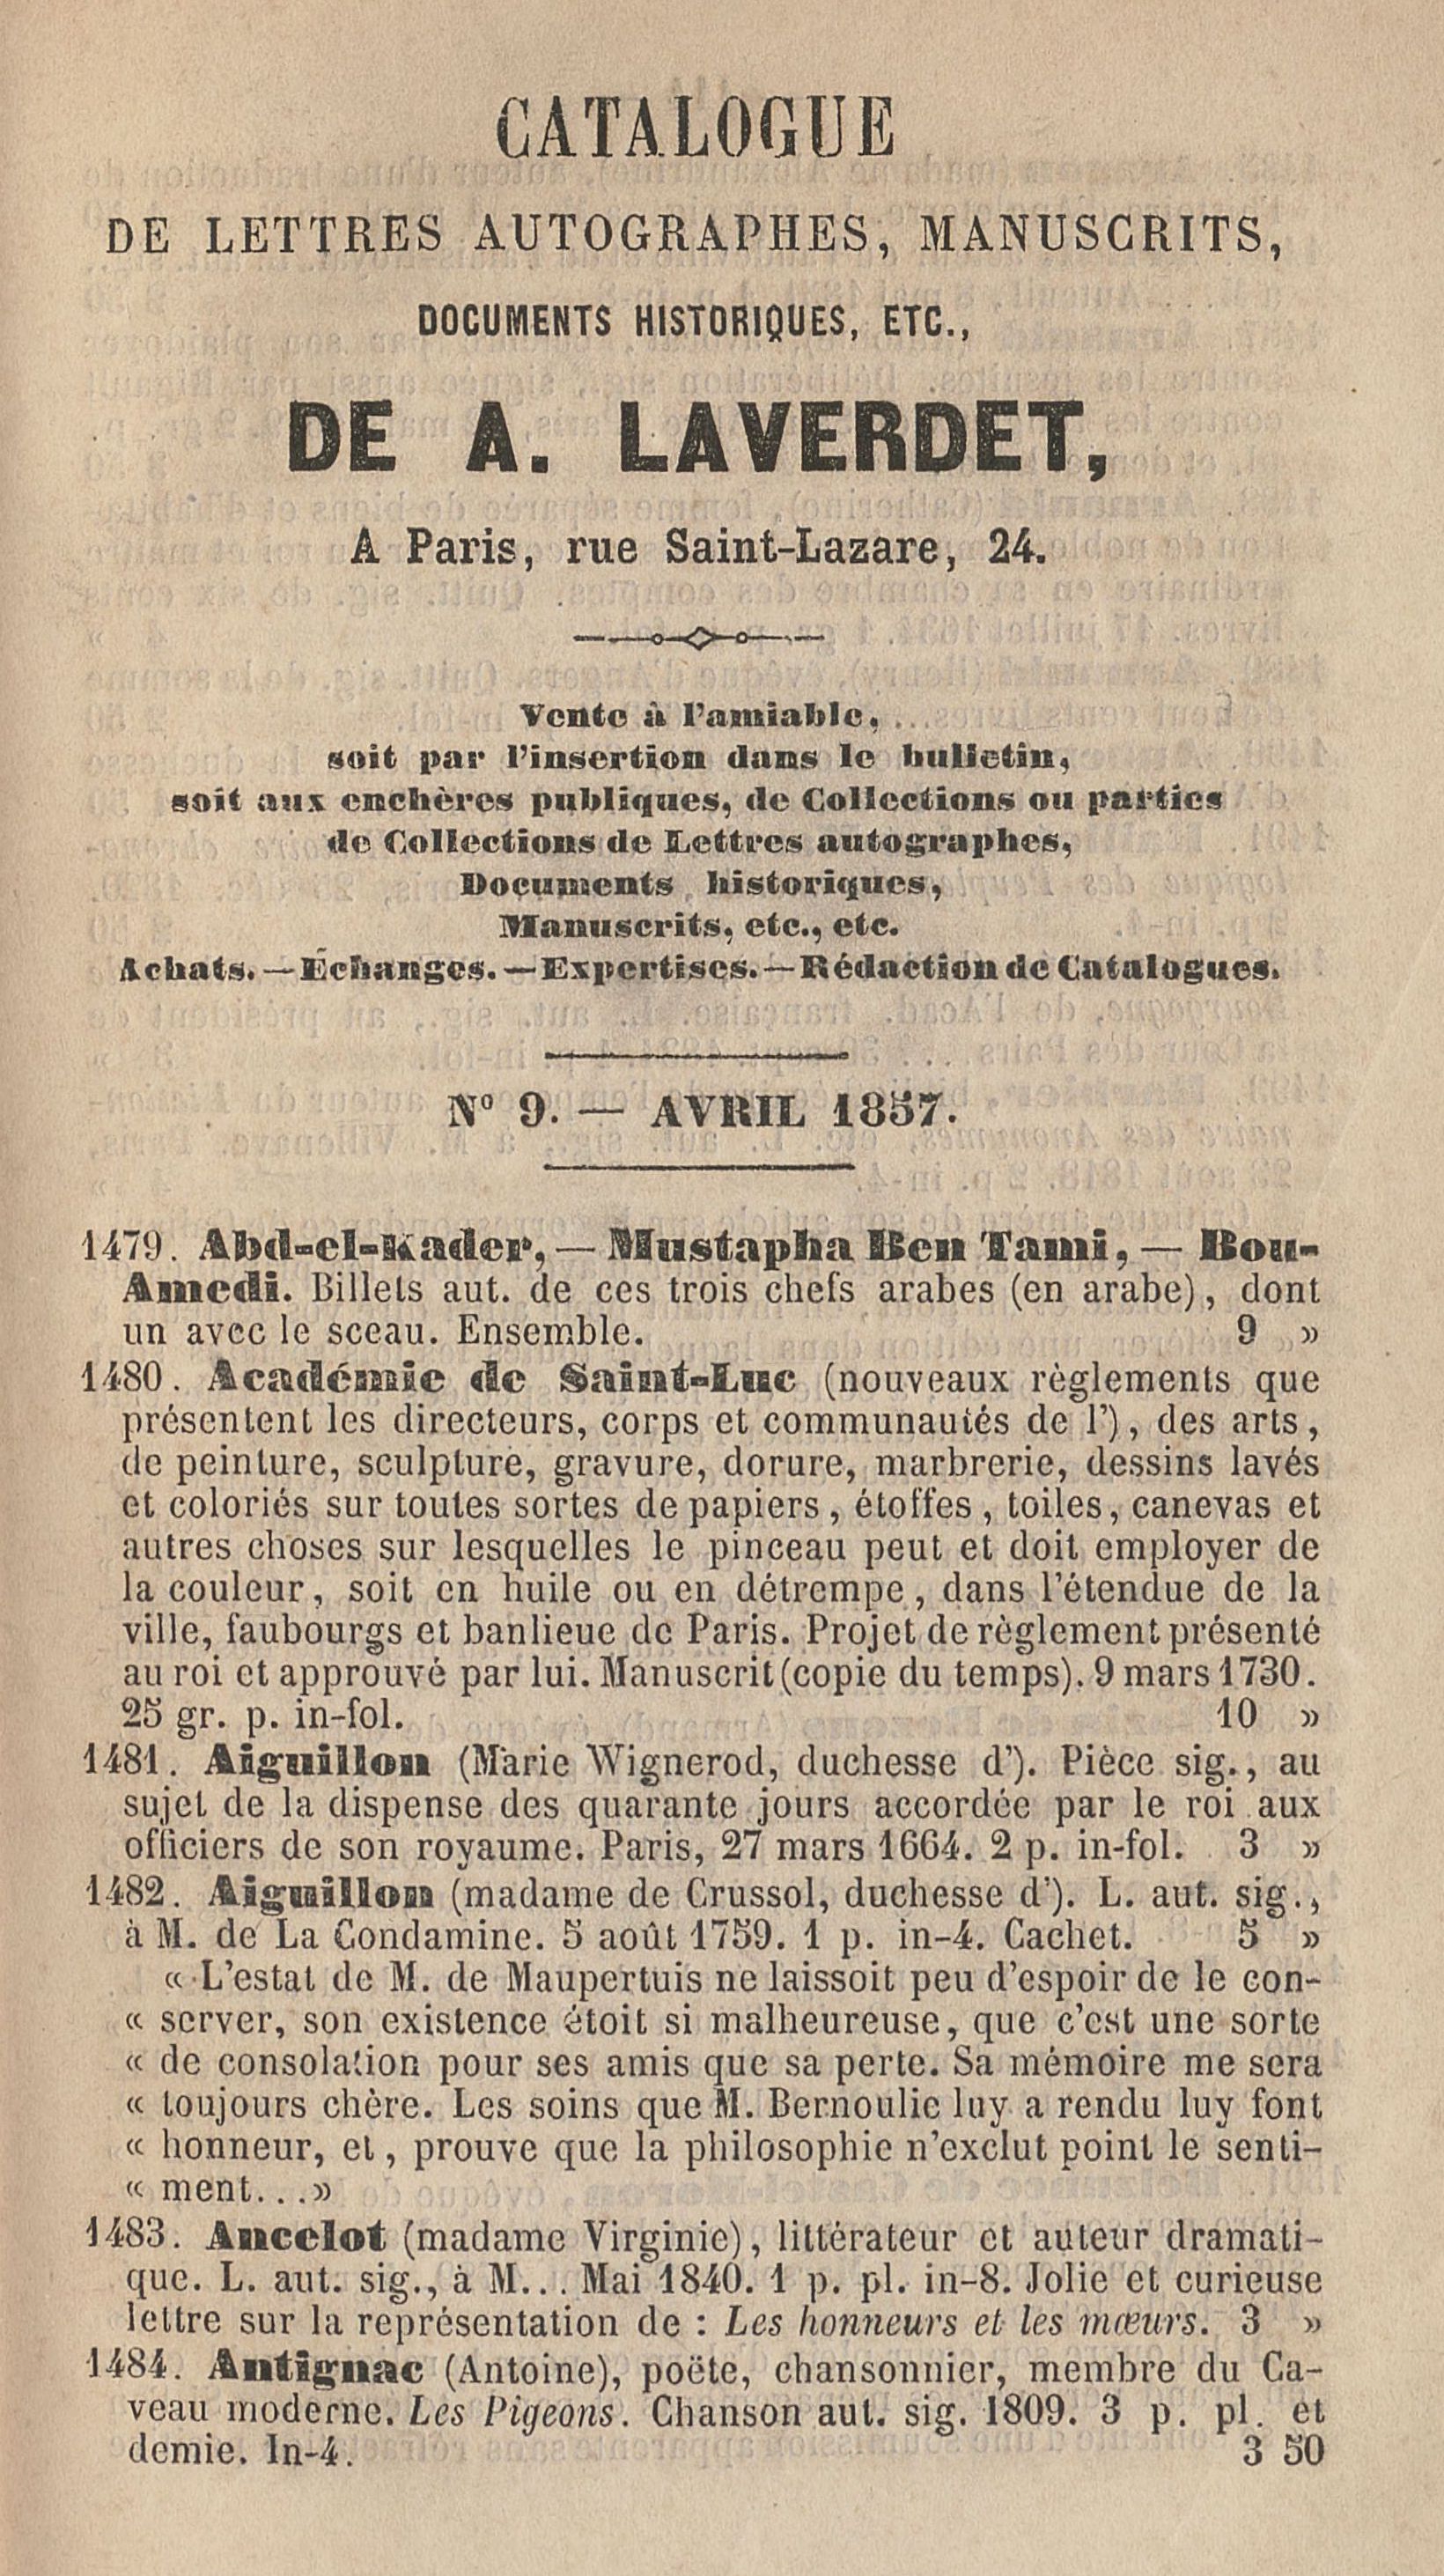 CATALOGUE
DE LETTRES AUTOGRAPHES, MANUSCRITS,
DOCUMENTS HISTORIQUES, ETC.,
DE A. LAVERDET,
A Paris, rue Saint-Lazare, 24.
Vente à l'amiable,
soit par l'insertion dans le bulletin,
soit aux enchères publiques, de Collections ou parties
de Collections de Lettres autographes,
Documents historiques,
Manuscrits, etc., etc.
Achats. — Échanges. — Expertises. — Rédaction de Catalogues.
N° 9. — AVRIL 1857.
1479. Abd-el-Kader, — Mustapha Ben Tami, — Bou-
Amedi. Billets aut. de ces trois chefs arabes (en arabe), dont
un avec le sceau. Ensemble. 9 »
1480. Académie de Saint-Luc (nouveaux règlements que
présentent les directeurs, corps et communautés de l'), des arts,
de peinture, sculpture, gravure, dorure, marbrerie, dessins lavés
et coloriés sur toutes sortes de papiers, étoffes, toiles, canevas et
autres choses sur lesquelles le pinceau peut et doit employer de
la couleur, soit en huile ou en détrempe, dans l'étendue de la
ville, faubourgs et banlieue de Paris. Projet de règlement présenté
au roi et approuvé par lui. Manuscrit (copie du temps). 9 mars 1730.
25 gr. p. in-fol. 10 »
1481. Aiguillon (Marie Wignerod, duchesse d'). Pièce sig., au
sujet de la dispense des quarante jours accordée par le roi aux
officiers de son royaume. Paris, 27 mars 1664. 2 p. in-fol. 3 »
1482. Aiguillon (madame de Crussol, duchesse d'). L. aut. sig.,
à M. de La Condamine. 5 août 1759. 1 p. in-4. Cachet. 5 »
« L'estat de M. de Maupertuis ne laissoit peu d'espoir de le con-
« server, son existence étoit si malheureuse, que c'est une sorte
« de consolation pour ses amis que sa perte. Sa mémoire me sera
« toujours chère. Les soins que M. Bernoulie luy a rendu luy font
« honneur, et, prouve que la philosophie n'exclut point le senti-
« ment...»
1483. Ancelot (madame Virginie), littérateur et auteur dramati-
que. L. aut. sig., à M... Mai 1840. 1 p. pl. in-8. Jolie et curieuse
lettre sur la représentation de : Les honneurs et les mœurs. 3 »
1484. Antignac (Antoine), poëte, chansonnier, membre du Ca-
veau moderne. Les Pigeons. Chanson aut. sig. 1809. 3 p. pl. et
demie. In-4. 3 50